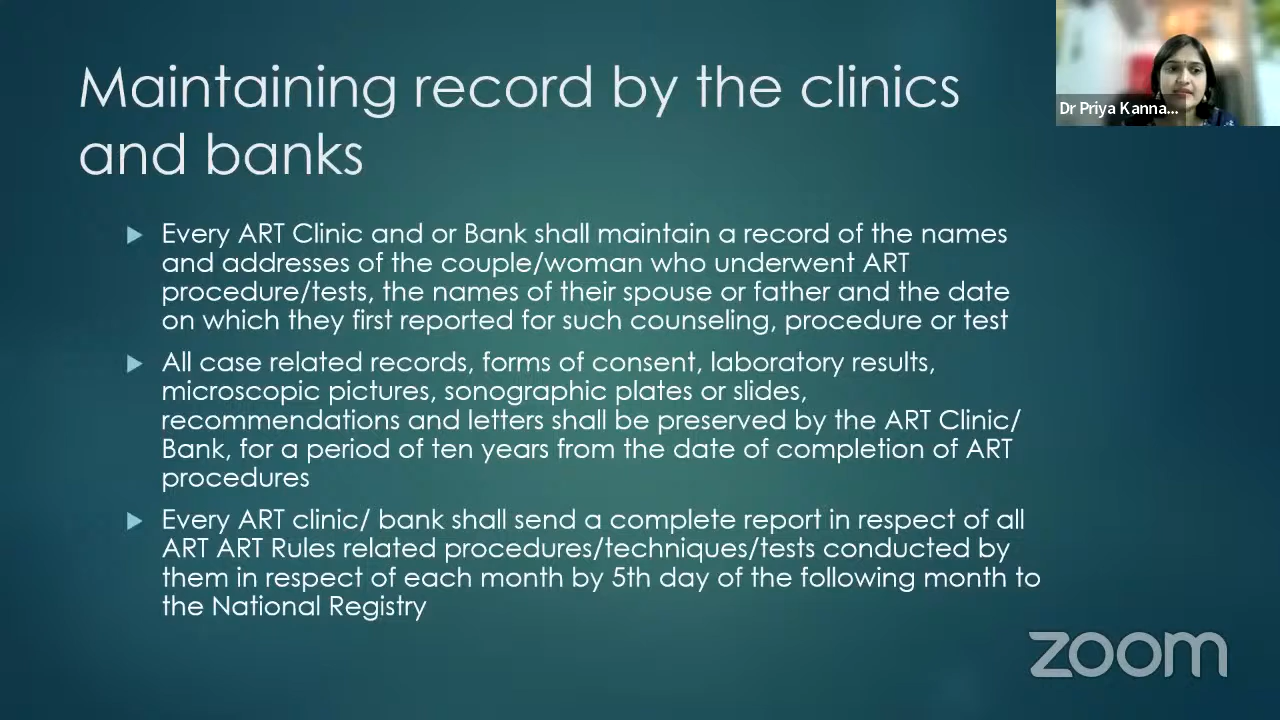 Maintaining record by the clinics
and banks
Dr Priya Kanna...
Every ART Clinic and or Bank shall maintain a record of the names
and addresses of the couple/woman who underwent ART
procedure/tests, the names of their spouse or father and the date
on which they first reported for such counseling, procedure or test
All case related records, forms of consent, laboratory results,
microscopic pictures, sonographic plates or slides,
recommendations and letters shall be preserved by the ART Clinic/
Bank, for a period of ten years from the date of completion of ART
procedures
Every ART clinic/ bank shall send a complete report in respect of all
ART ART Rules related procedures/techniques/tests conducted by
them in respect of each month by 5th day of the following month to
the National Registry
zoom